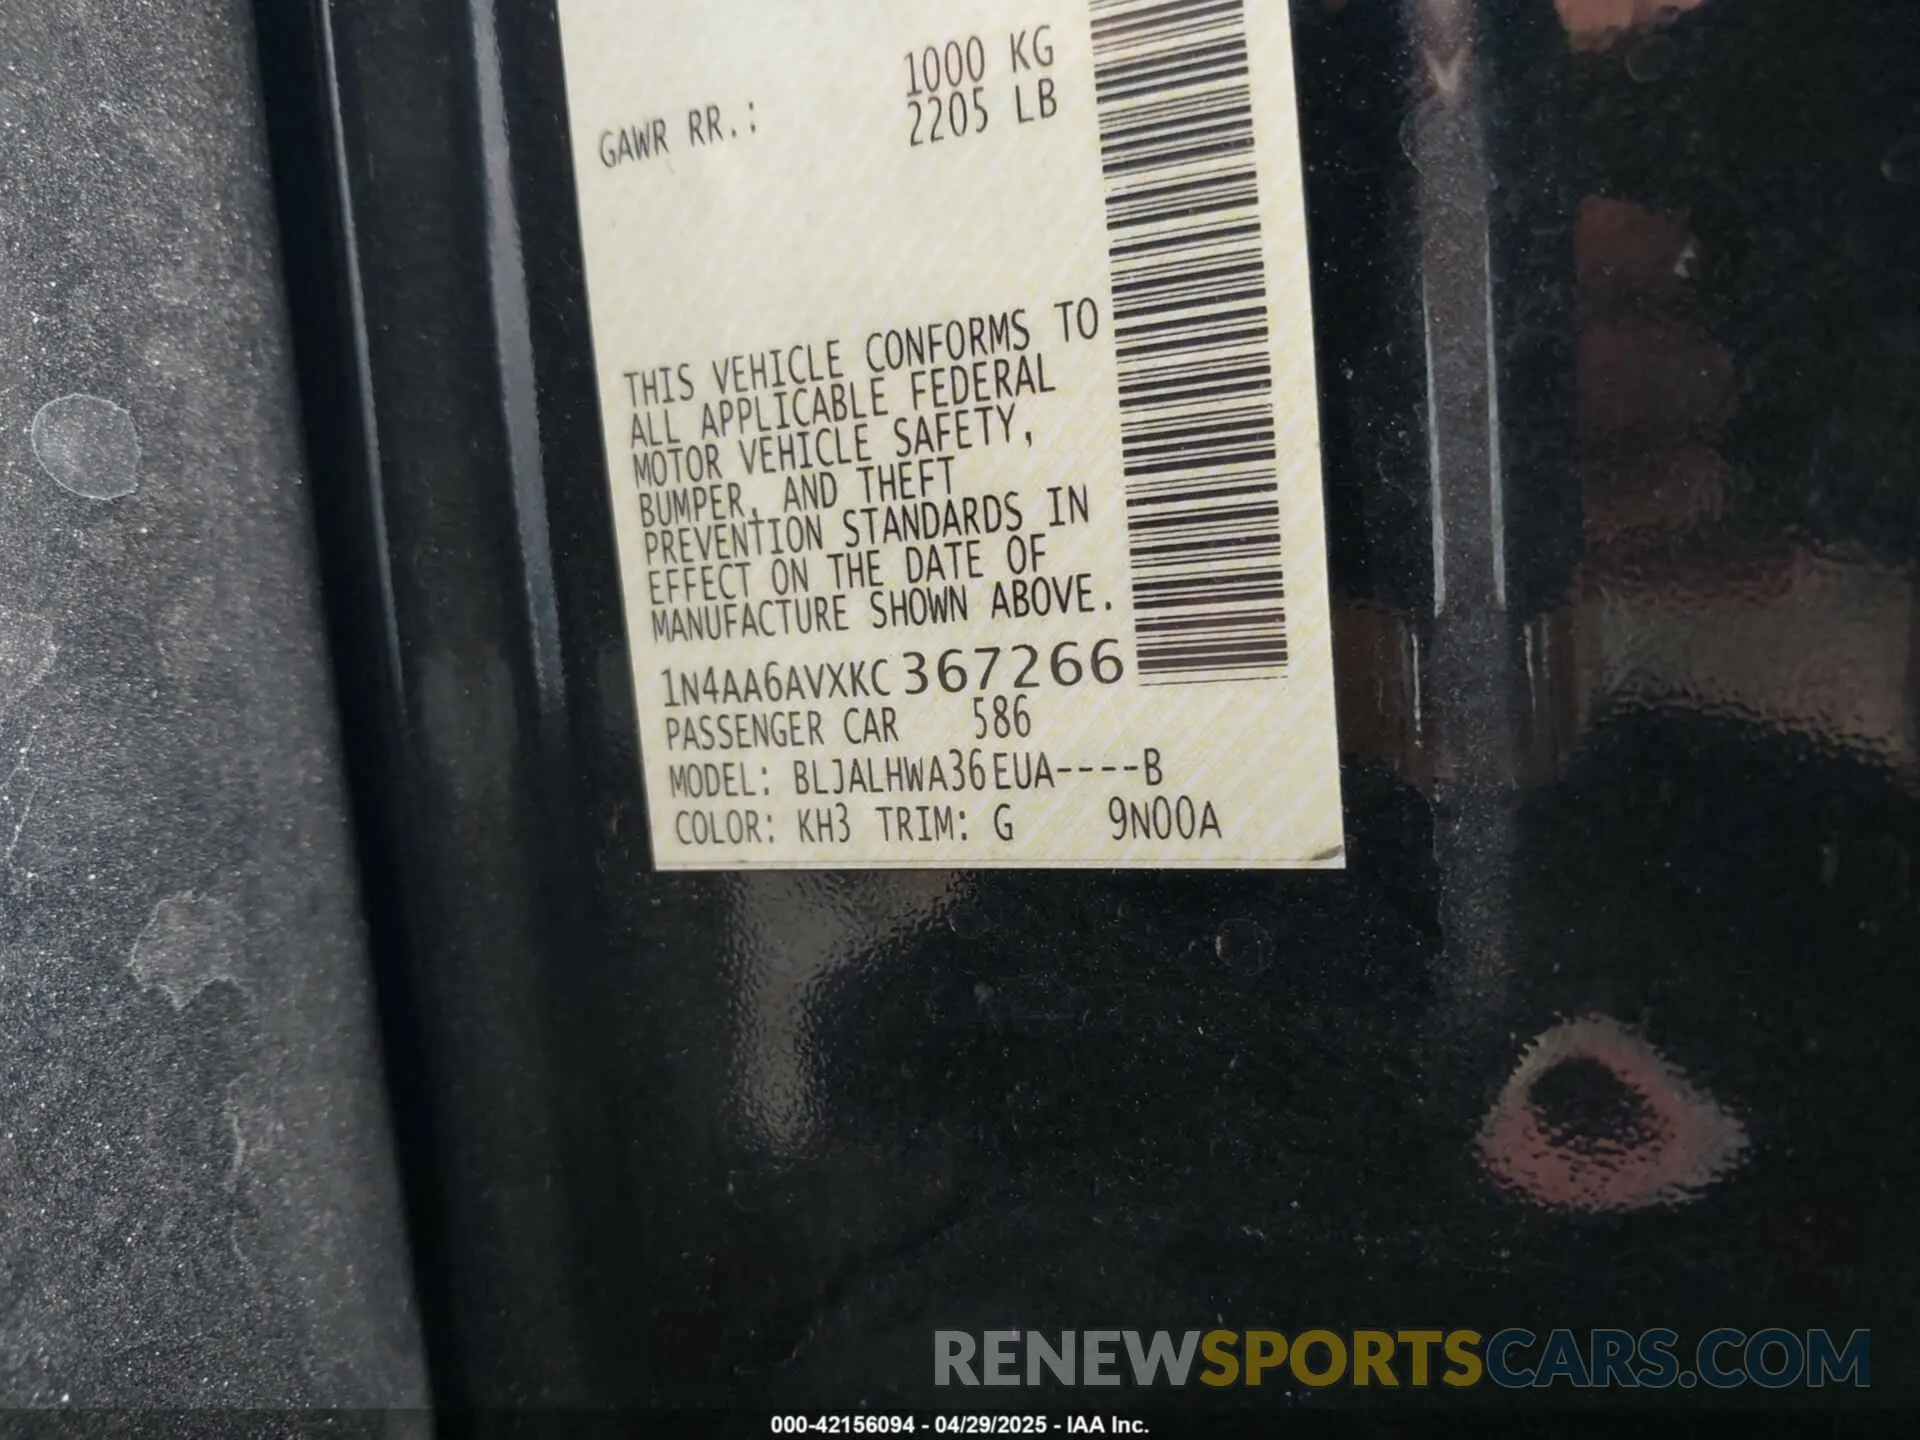 1000 KG
GAWR RR.: 2205 LB
THIS VEHICLE CONFORMS TO
ALL APPLICABLE FEDERAL
MOTOR VEHICLE SAFETY,
BUMPER, AND THEFT
PREVENTION STANDARDS IN
EFFECT ON THE DATE OF
MANUFACTURE SHOWN ABOVE.
1N4AA6AVXKC367266
PASSENGER CAR 586
MODEL: BLJALHWA36EUA----B
COLOR: KH3 TRIM: G 9N00A
RENEWSPORTSCARS.COM
000-42156094 - 04/29/2025 - IAA Inc.